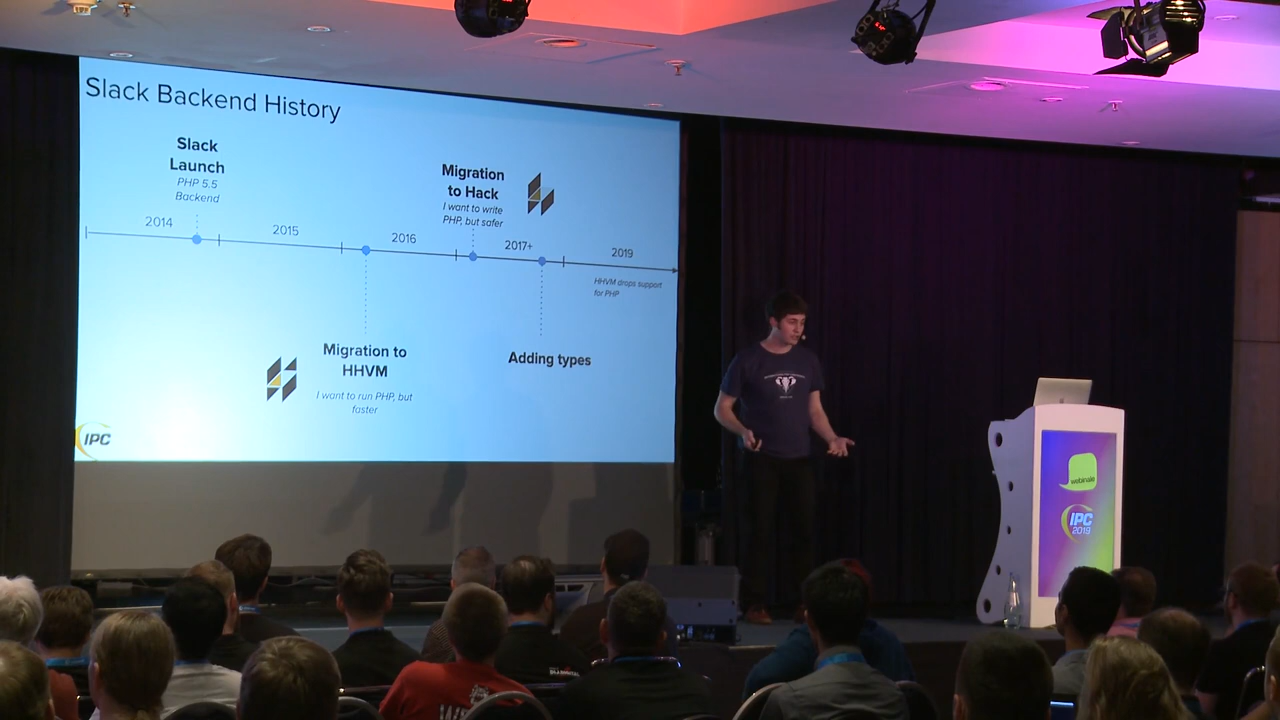 Slack Backend History
Slack
Launch
PHP 5.5
Backend
Migration
to Hack
I want to write
PHP, but safer
2014
2015
2016
2017+
2019
HHVM drops support
for PHP
Migration to
HHVM
I want to run PHP, but
faster
Adding types
IPC
webinale
IPC
2019